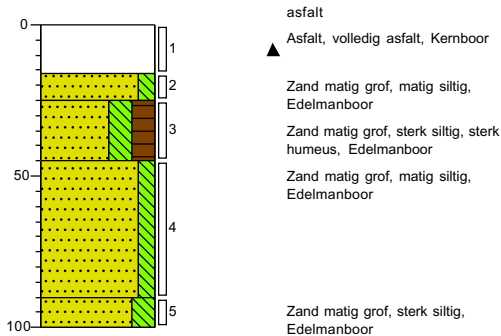 asfalt
0
Asfalt, volledig asfalt, Kernboor
1
2
Zand matig grof, matig siltig,
Edelmanboor
3
Zand matig grof, sterk siltig, sterk
humeus, Edelmanboor
50
Zand matig grof, matig siltig,
Edelmanboor
4
5
Zand matig grof, sterk siltig,
Edelmanboor
100